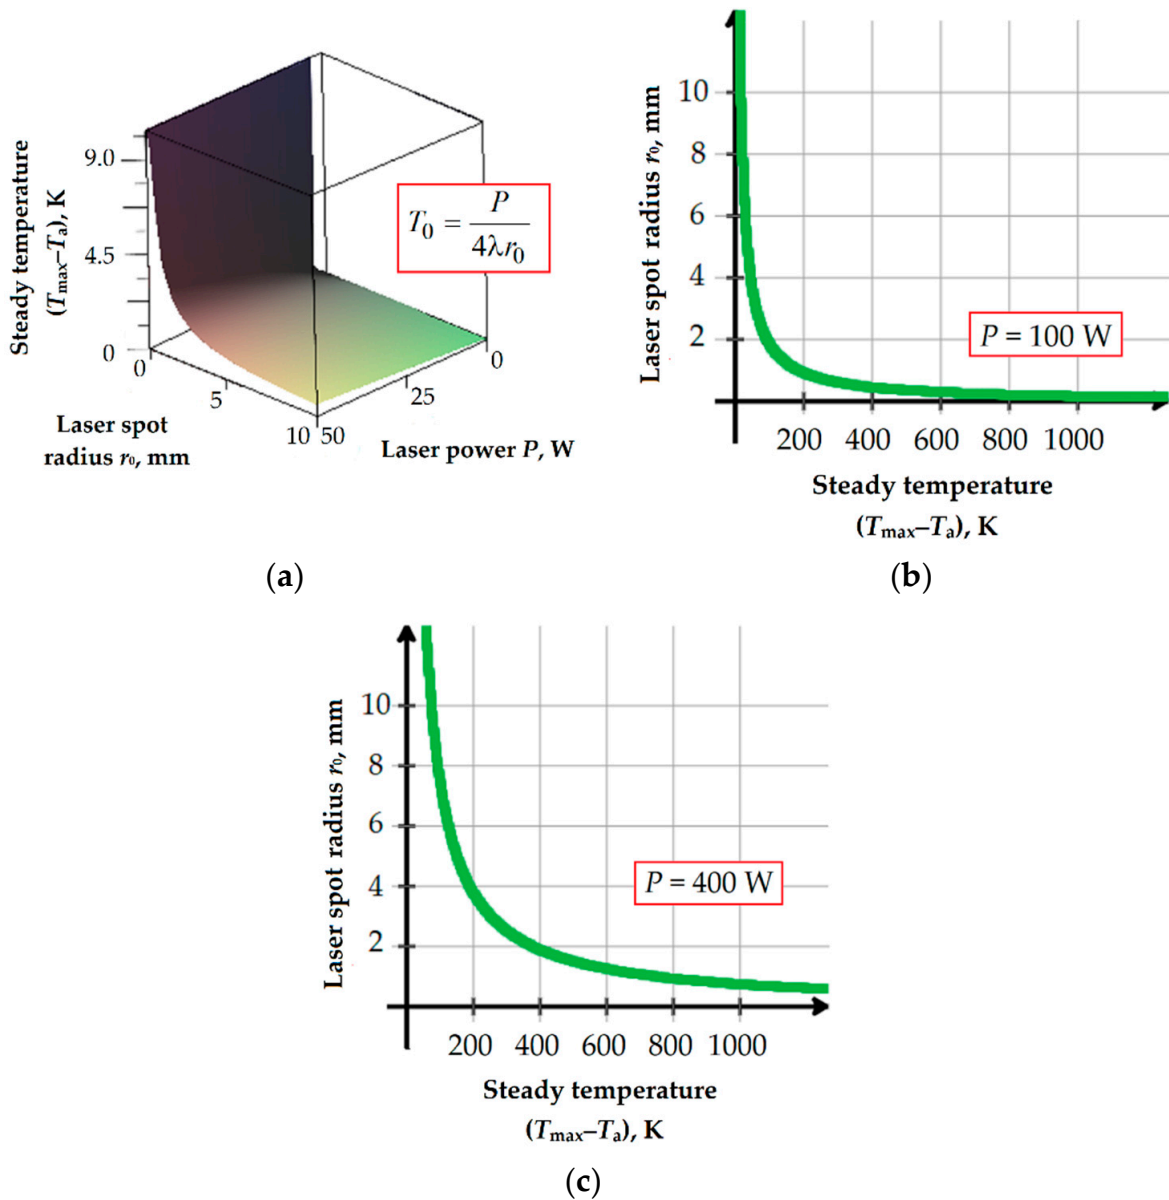 Steady temperature
(Tmax–Ta), K
9.0
4.5
0
T0 = P / 4λr0
0
5
10
50
25
0
Laser spot
radius r0, mm
Laser power P, W
(a)
Laser spot radius r0, mm
10
8
6
4
2
P = 100 W
200 400 600 800 1000
Steady temperature
(Tmax–Ta), K
(b)
Laser spot radius r0, mm
10
8
6
4
2
P = 400 W
200 400 600 800 1000
Steady temperature
(Tmax–Ta), K
(c)